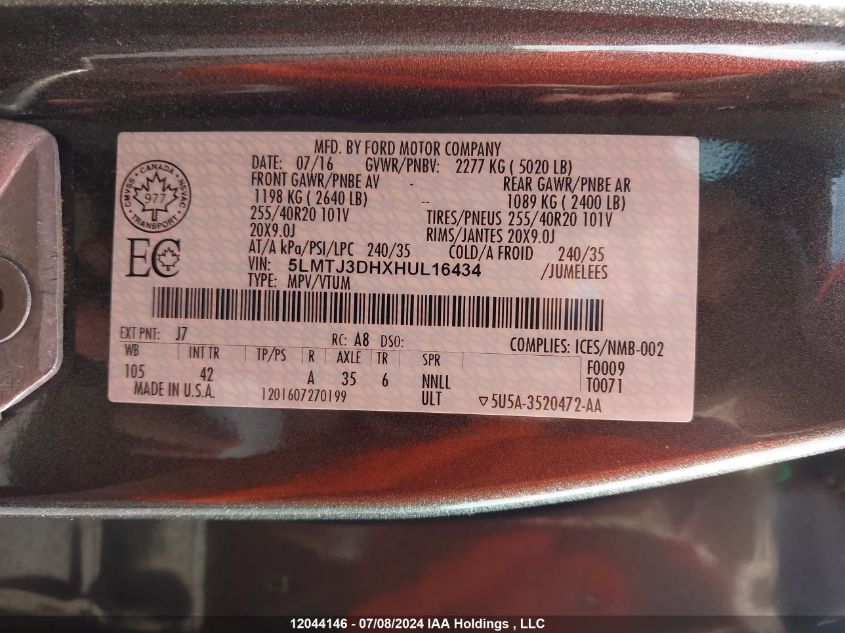 MFD. BY FORD MOTOR COMPANY
DATE: 07/16 GVWR/PNBV: 2277 KG ( 5020 LB)
FRONT GAWR/PNBE AV - REAR GAWR/PNBE AR
1198 KG ( 2640 LB) -- 1089 KG ( 2400 LB)
255/40R20 101V TIRES/PNEUS 255/40R20 101V
20X9.0J RIMS/JANTES 20X9.0J
AT/A kPa/PSI/LPC 240/35 COLD/A FROID 240/35
VIN: 5LMTJ3DHXHUL16434 /JUMELEES
TYPE: MPV/VTUM
CANADA
CMVSS NSVAC
977
TRANSPORT
EC
EXT PNT: J7 RC: A8 DSO: COMPLIES: ICES/NMB-002
WB INT TR TP/PS R AXLE TR SPR F0009
105 42 A 35 6 NNLL T0071
MADE IN U.S.A. 1201607270199 ULT ▽5U5A-3520472-AA
12044146 - 07/08/2024 IAA Holdings , LLC